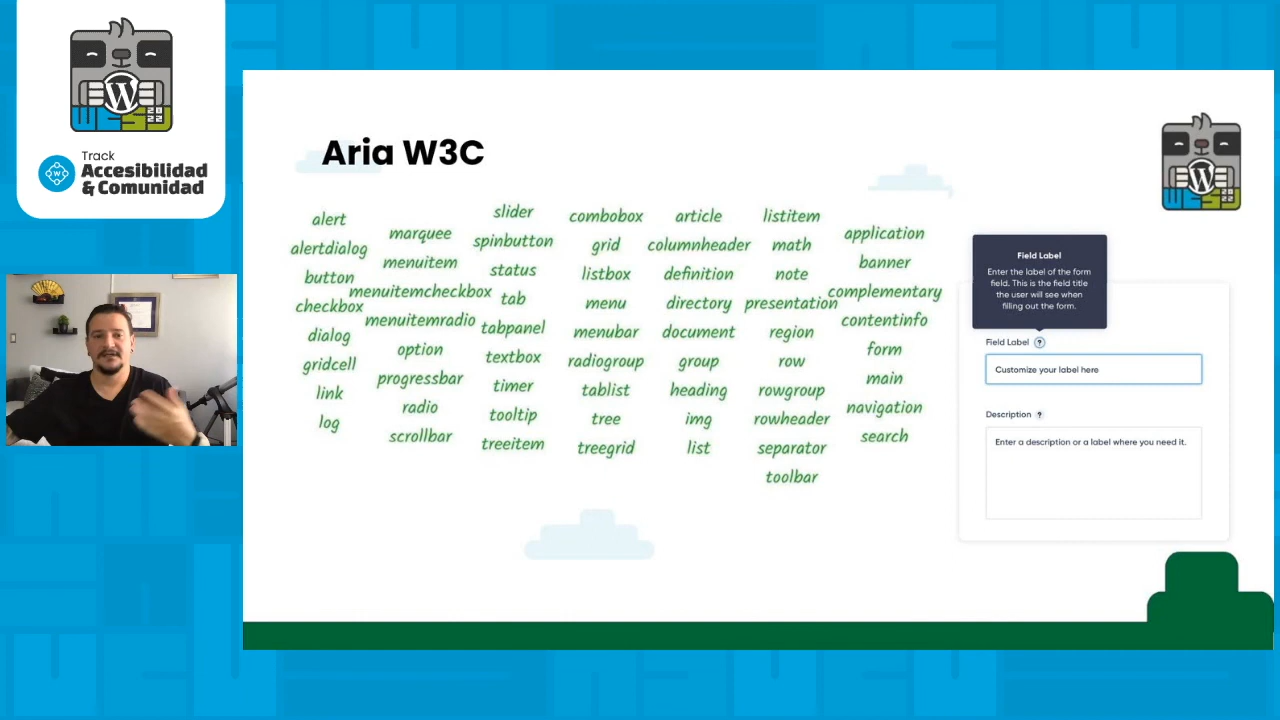 W
WESJ
2022
Track
Accesibilidad
& Comunidad
Aria W3C
W
WESJ
2022
alert
alertdialog
button
checkbox
dialog
gridcell
link
log
marquee
menuitem
menuitemcheckbox
menuitemradio
option
progressbar
radio
scrollbar
slider
spinbutton
status
tab
tabpanel
textbox
timer
tooltip
treeitem
combobox
grid
listbox
menu
menubar
radiogroup
tablist
tree
treegrid
article
columnheader
definition
directory
document
group
heading
img
list
listitem
math
note
presentation
region
row
rowgroup
rowheader
separator
toolbar
application
banner
complementary
contentinfo
form
main
navigation
search
Field Label
Enter the label of the form
field. This is the field title
the user will see when
filling out the form.
Field Label ?
Customize your label here
Description ?
Enter a description or a label where you need it.